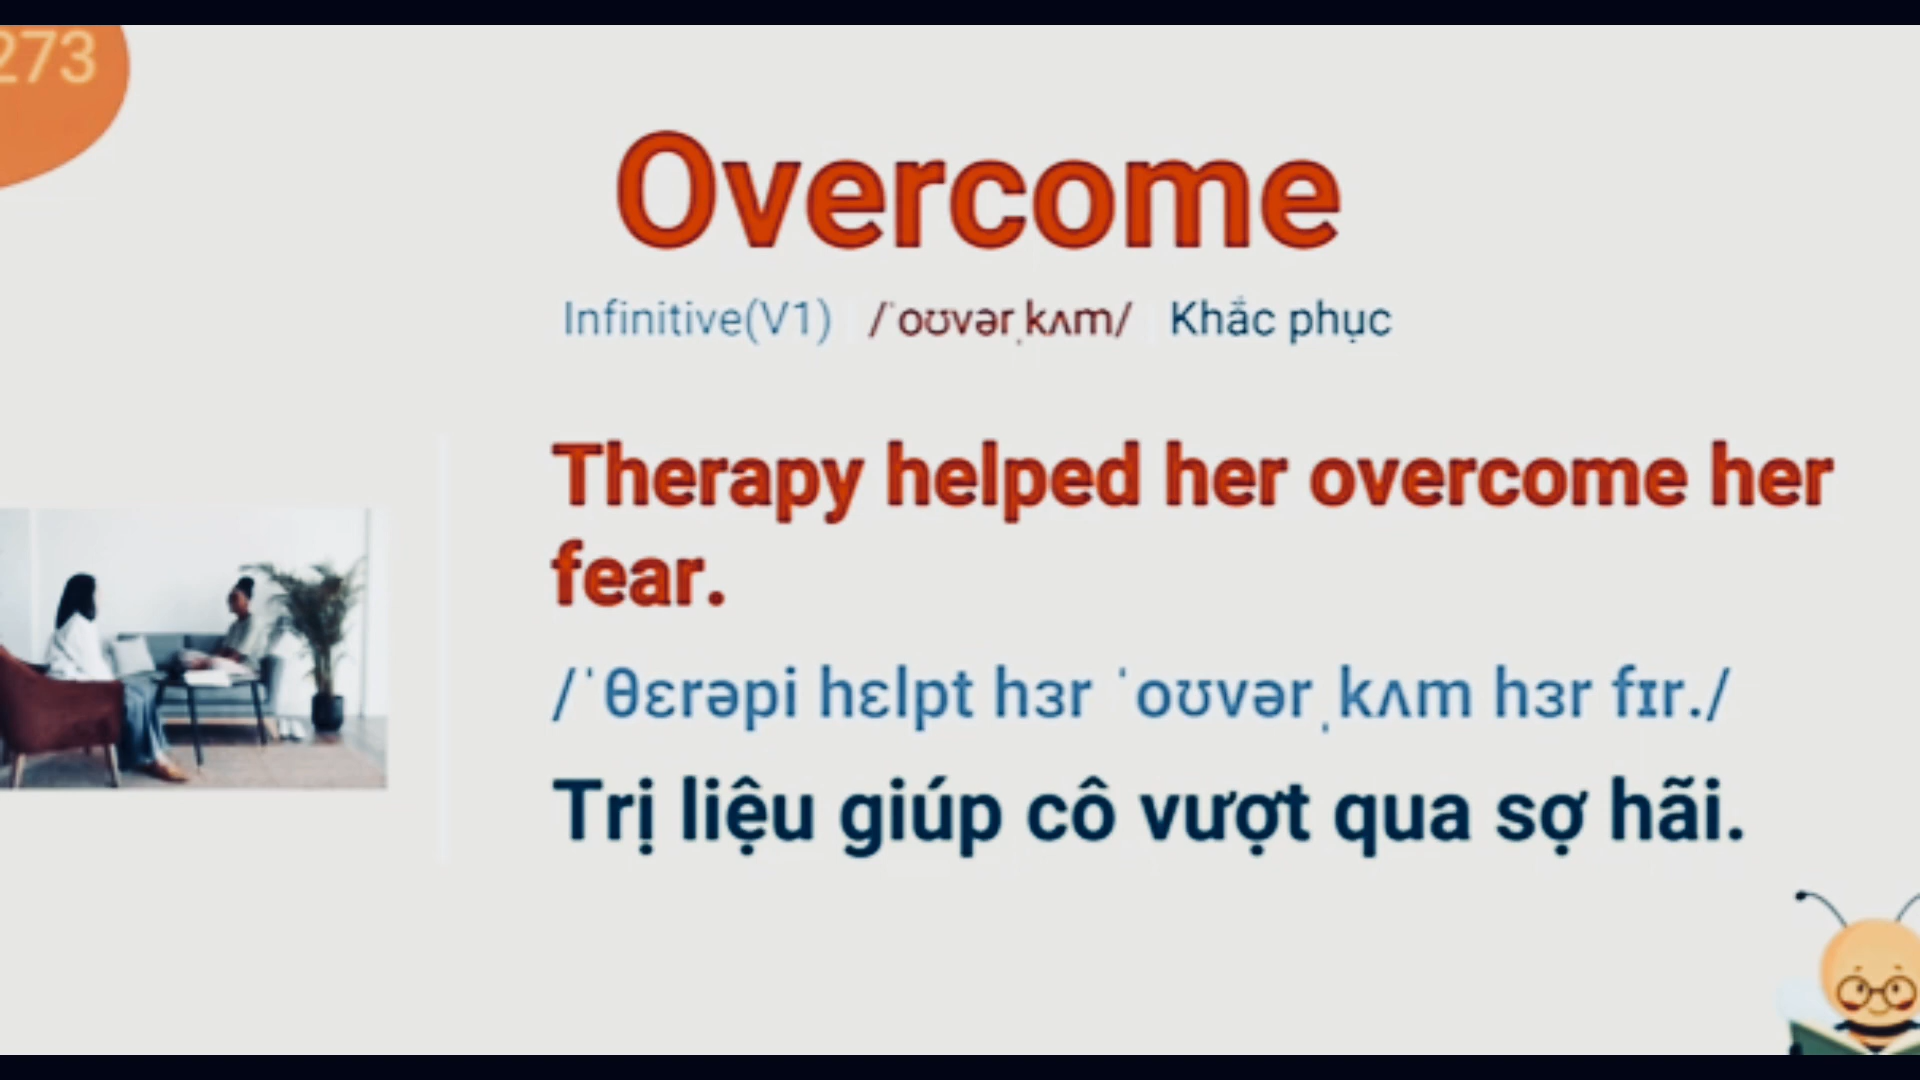 273
Overcome
Infinitive(V1) /ˈoʊvərˌkʌm/ Khắc phục
Therapy helped her overcome her
fear.
/ˈθɛrəpi hɛlpt hɜr ˈoʊvərˌkʌm hɜr fɪr./
Trị liệu giúp cô vượt qua sợ hãi.